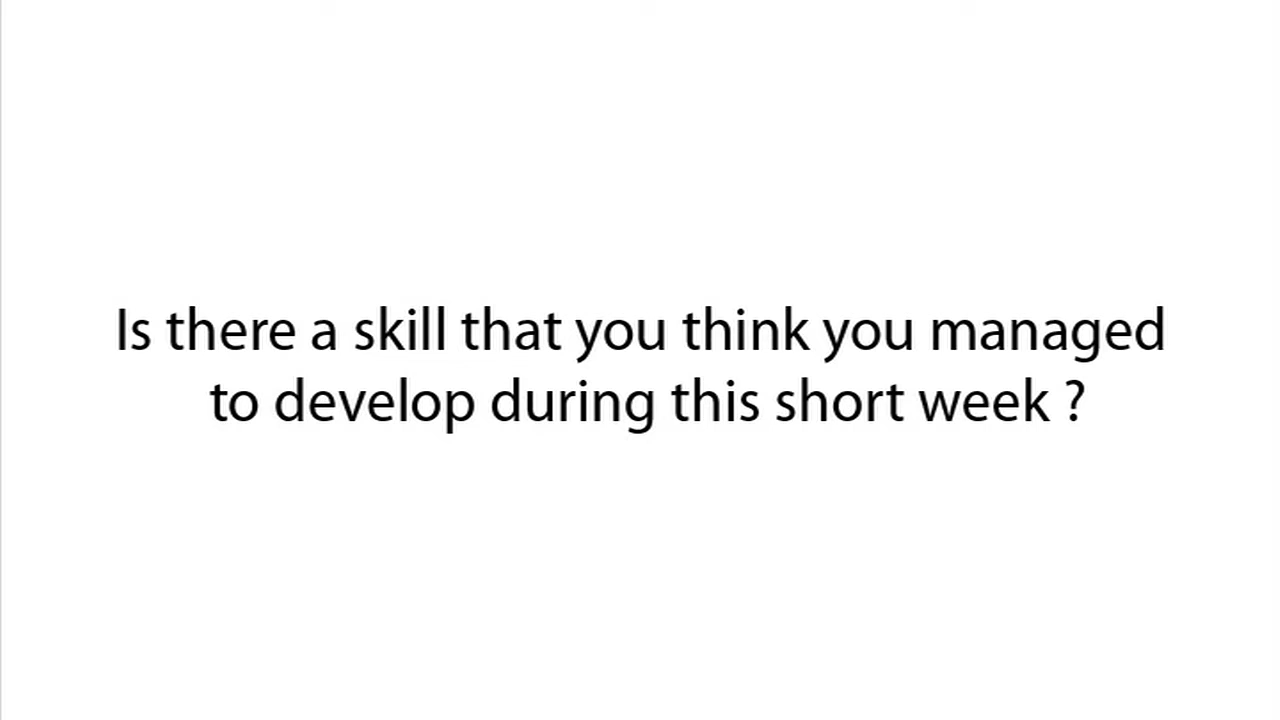 Is there a skill that you think you managed
to develop during this short week ?